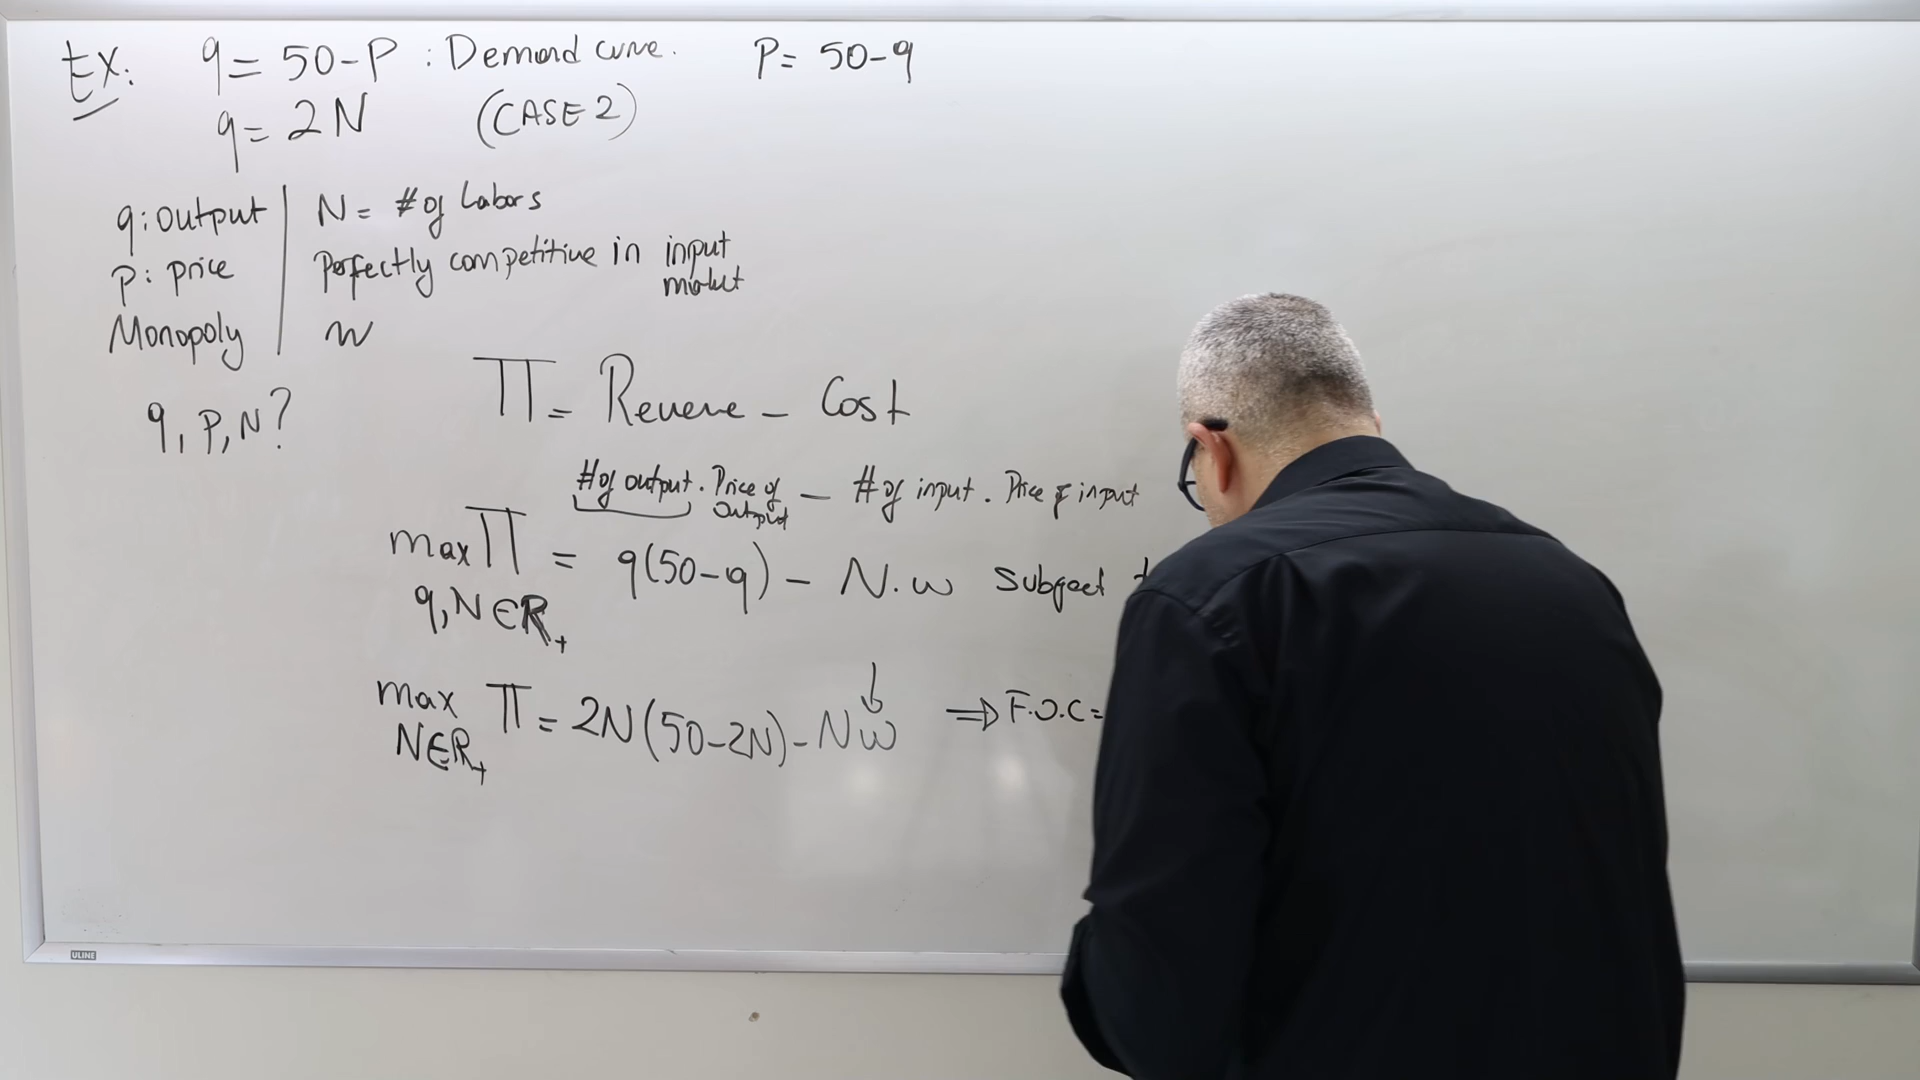 Ex: q = 50-P : Demand curve. P = 50-q
q = 2N (CASE 2)
q: output N = # of Labors
P: price Perfectly competitive in input market
Monopoly w
q, P, N?
Π = Revenue - Cost
# of output . Price of output - # of input . Price of input
max Π = q(50-q) - N.w Subject
q, N ∈ R+
max Π = 2N(50-2N) - Nw ⇒ F.O.C =
N ∈ R+
ULINE